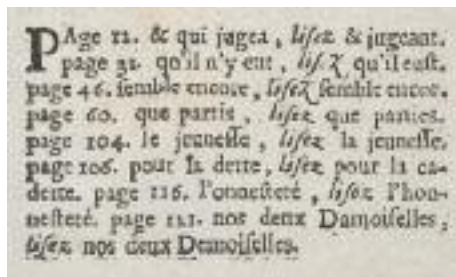 PAge 12. & qui jugea, lisez & jugeant.
page 32. qu'il n'y eut, lisez qu'il eust.
page 46. semble encore, lisez semble encor.
page 60. que partis, lisez que parties.
page 104. le jeunesse, lisez la jeunesse.
page 106. pour la dette, lisez pour la ca-
dette. page 116. l'onnesteté, lisez l'hon-
nesteté. page 121. nos deux Damoiselles,
lisez nos deux Demoiselles.